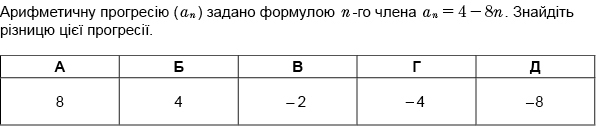 Арифметичну прогресію (aₙ) задано формулою n-го члена aₙ = 4 − 8n. Знайдіть
різницю цієї прогресії.
А Б В Г Д
8 4 −2 −4 −8